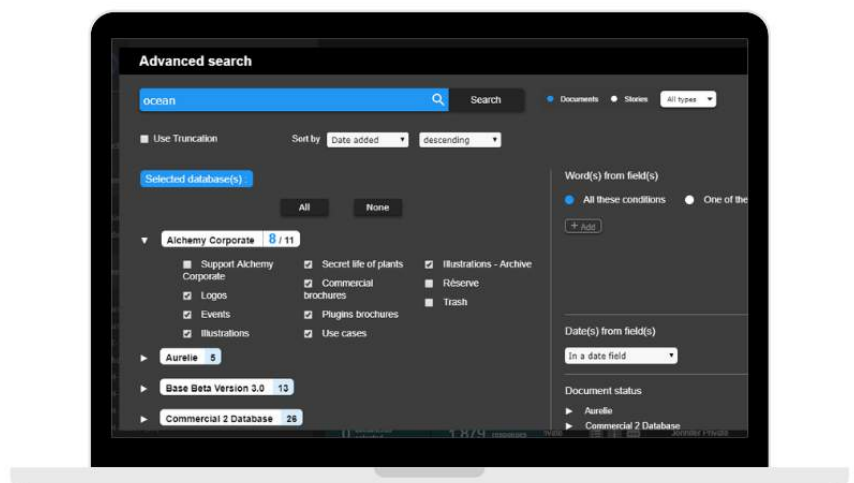 Advanced search
ocean
Search
Documents
Stories
All types
Use Truncation
Sort by
Date added
descending
Selected database(s) :
All
None
Alchemy Corporate 8 / 11
Support Alchemy
Corporate
Logos
Events
Illustrations
Secret life of plants
Commercial
brochures
Plugins brochures
Use cases
Illustrations - Archive
Réserve
Trash
Aurelie 5
Base Beta Version 3.0 13
Commercial 2 Database 26
Word(s) from field(s)
All these conditions
One of the
+ Add
Date(s) from field(s)
In a date field
Document status
Aurelie
Commercial 2 Database